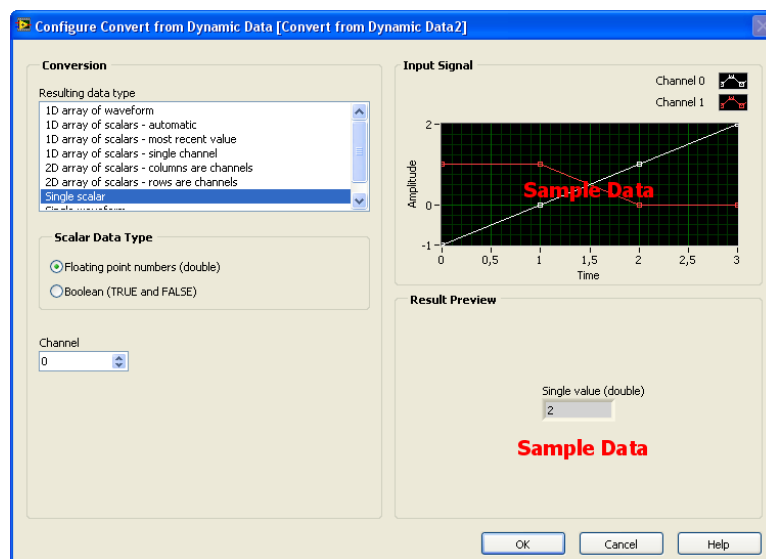 Configure Convert from Dynamic Data [Convert from Dynamic Data2]
Conversion
Resulting data type
1D array of waveform
1D array of scalars - automatic
1D array of scalars - most recent value
1D array of scalars - single channel
2D array of scalars - columns are channels
2D array of scalars - rows are channels
Single scalar
Single waveform
Scalar Data Type
Floating point numbers (double)
Boolean (TRUE and FALSE)
Channel
0
Input Signal
Channel 0
Channel 1
Amplitude
2
0
-1
Sample Data
0 0,5 1 1,5 2 2,5 3
Time
Result Preview
Single value (double)
2
Sample Data
OK Cancel Help